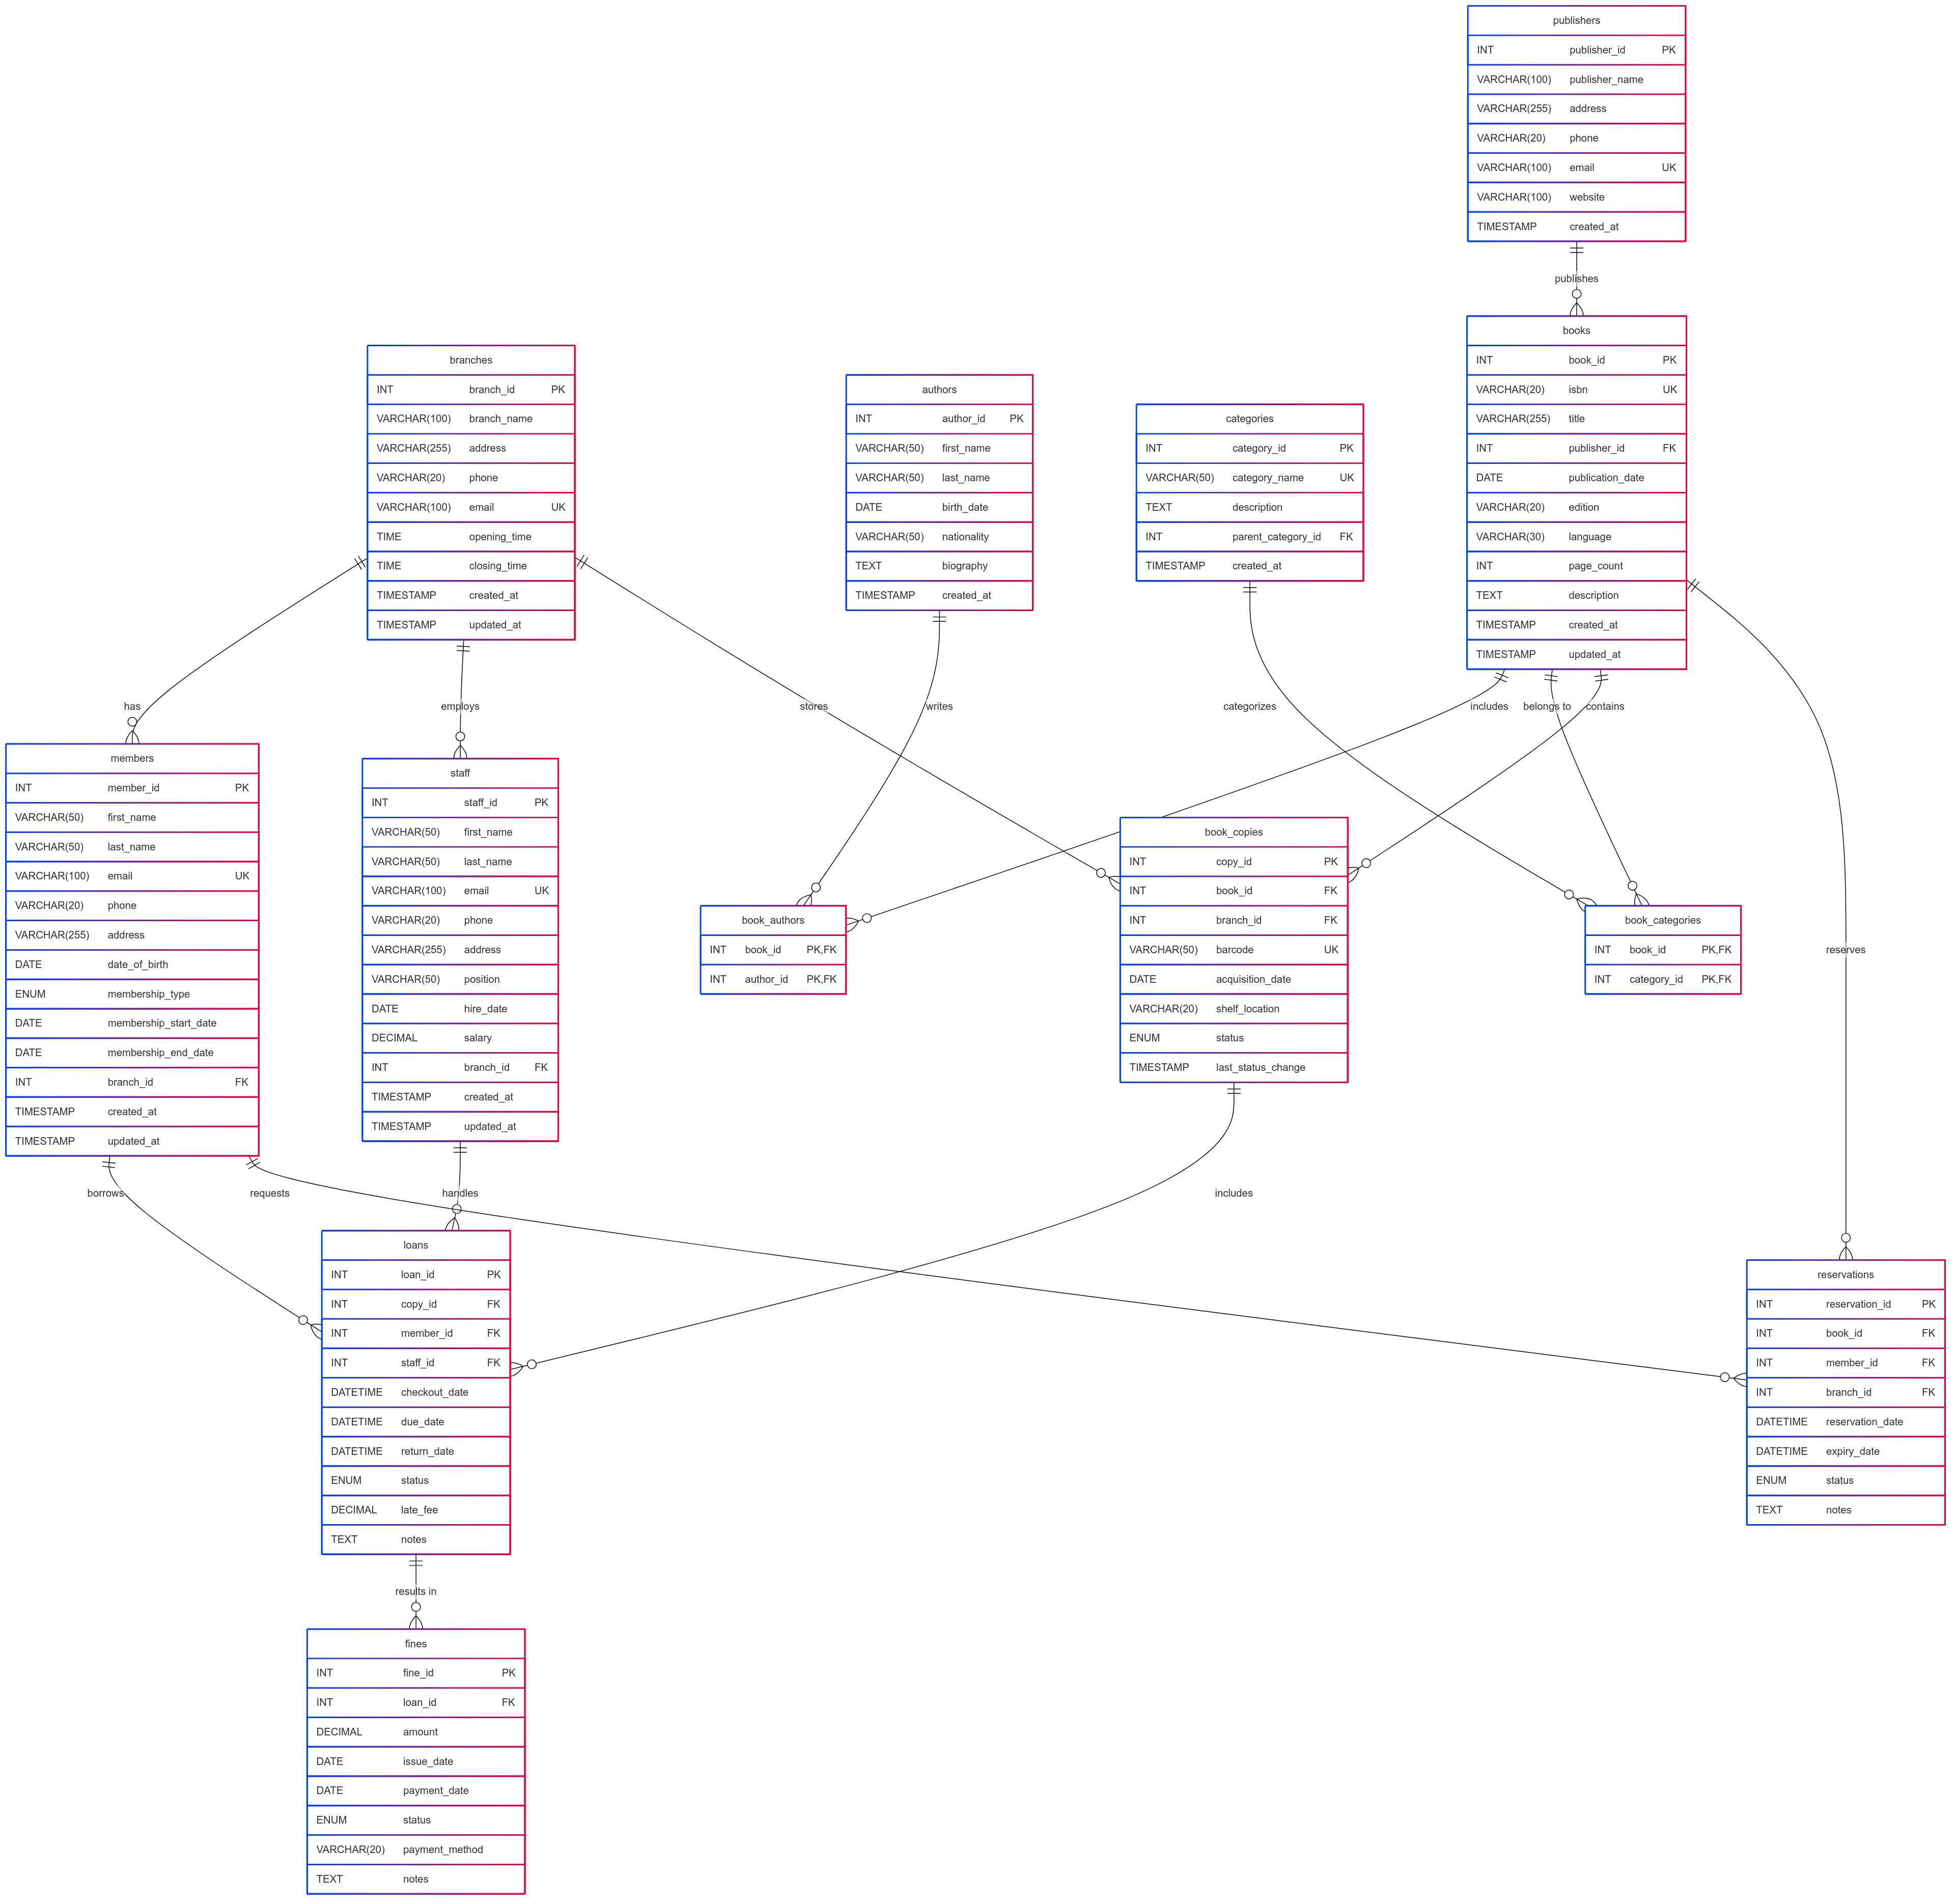 publishers
INT publisher_id PK
VARCHAR(100) publisher_name
VARCHAR(255) address
VARCHAR(20) phone
VARCHAR(100) email UK
VARCHAR(100) website
TIMESTAMP created_at
publishes
books
INT book_id PK
VARCHAR(20) isbn UK
VARCHAR(255) title
INT publisher_id FK
DATE publication_date
VARCHAR(20) edition
VARCHAR(30) language
INT page_count
TEXT description
TIMESTAMP created_at
TIMESTAMP updated_at
branches
INT branch_id PK
VARCHAR(100) branch_name
VARCHAR(255) address
VARCHAR(20) phone
VARCHAR(100) email UK
TIME opening_time
TIME closing_time
TIMESTAMP created_at
TIMESTAMP updated_at
authors
INT author_id PK
VARCHAR(50) first_name
VARCHAR(50) last_name
DATE birth_date
VARCHAR(50) nationality
TEXT biography
TIMESTAMP created_at
categories
INT category_id PK
VARCHAR(50) category_name UK
TEXT description
INT parent_category_id FK
TIMESTAMP created_at
has
employs
stores
writes
categorizes
includes
belongs to
contains
members
INT member_id PK
VARCHAR(50) first_name
VARCHAR(50) last_name
VARCHAR(100) email UK
VARCHAR(20) phone
VARCHAR(255) address
DATE date_of_birth
ENUM membership_type
DATE membership_start_date
DATE membership_end_date
INT branch_id FK
TIMESTAMP created_at
TIMESTAMP updated_at
staff
INT staff_id PK
VARCHAR(50) first_name
VARCHAR(50) last_name
VARCHAR(100) email UK
VARCHAR(20) phone
VARCHAR(255) address
VARCHAR(50) position
DATE hire_date
DECIMAL salary
INT branch_id FK
TIMESTAMP created_at
TIMESTAMP updated_at
book_authors
INT book_id PK,FK
INT author_id PK,FK
book_copies
INT copy_id PK
INT book_id FK
INT branch_id FK
VARCHAR(50) barcode UK
DATE acquisition_date
VARCHAR(20) shelf_location
ENUM status
TIMESTAMP last_status_change
book_categories
INT book_id PK,FK
INT category_id PK,FK
reserves
borrows
requests
handles
includes
loans
INT loan_id PK
INT copy_id FK
INT member_id FK
INT staff_id FK
DATETIME checkout_date
DATETIME due_date
DATETIME return_date
ENUM status
DECIMAL late_fee
TEXT notes
reservations
INT reservation_id PK
INT book_id FK
INT member_id FK
INT branch_id FK
DATETIME reservation_date
DATETIME expiry_date
ENUM status
TEXT notes
results in
fines
INT fine_id PK
INT loan_id FK
DECIMAL amount
DATE issue_date
DATE payment_date
ENUM status
VARCHAR(20) payment_method
TEXT notes